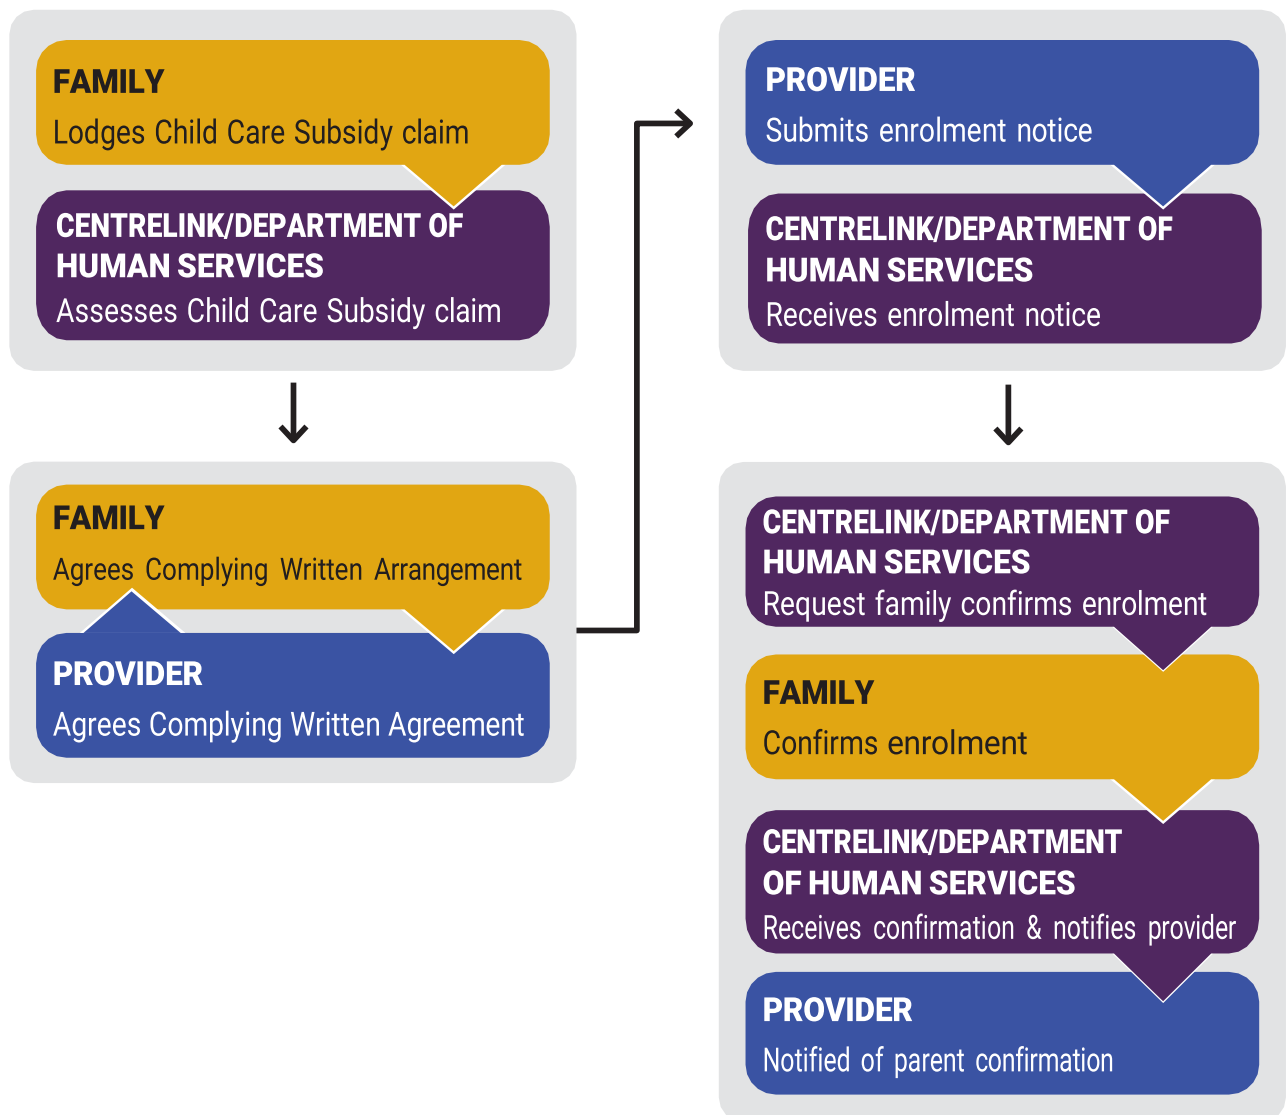 FAMILY
Lodges Child Care Subsidy claim
CENTRELINK/DEPARTMENT OF
HUMAN SERVICES
Assesses Child Care Subsidy claim
FAMILY
Agrees Complying Written Arrangement
PROVIDER
Agrees Complying Written Agreement
PROVIDER
Submits enrolment notice
CENTRELINK/DEPARTMENT OF
HUMAN SERVICES
Receives enrolment notice
CENTRELINK/DEPARTMENT OF
HUMAN SERVICES
Request family confirms enrolment
FAMILY
Confirms enrolment
CENTRELINK/DEPARTMENT
OF HUMAN SERVICES
Receives confirmation & notifies provider
PROVIDER
Notified of parent confirmation